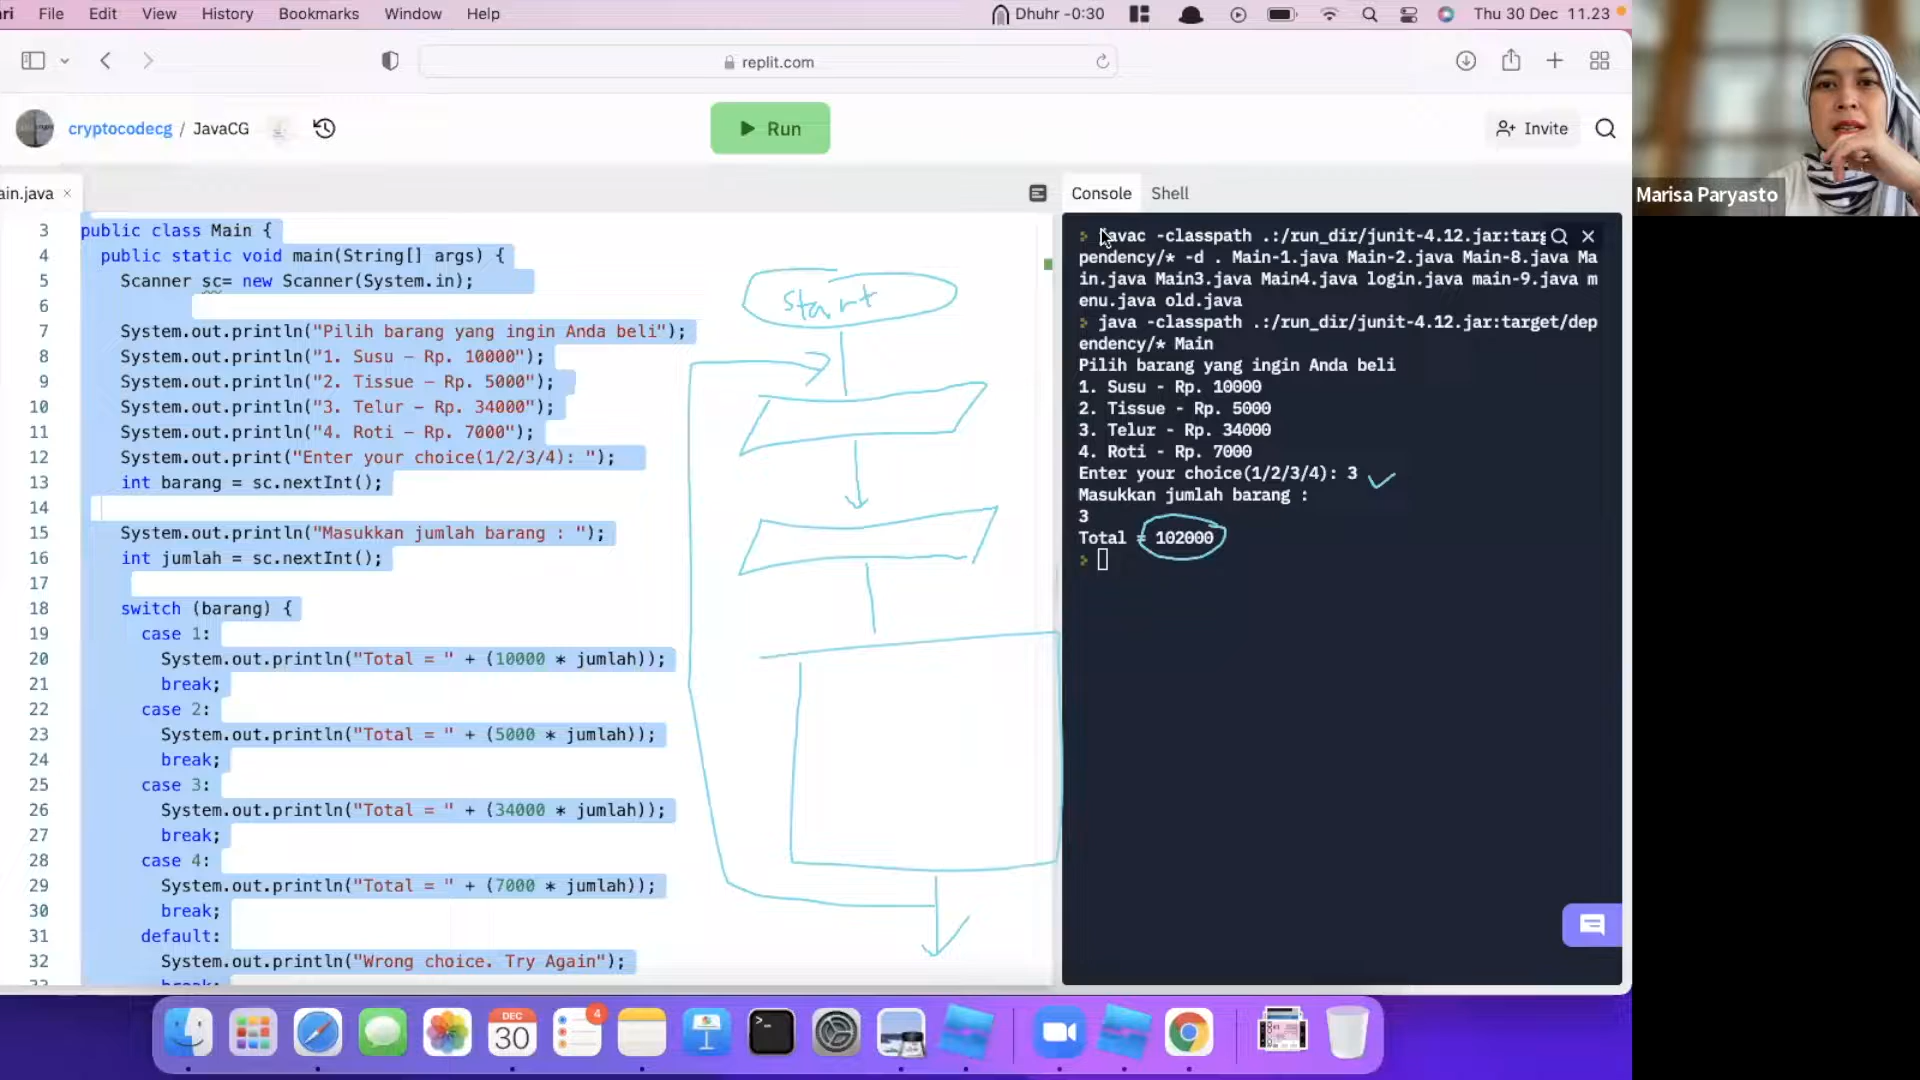 ri File Edit View History Bookmarks Window Help Dhuhr -0:30 Thu 30 Dec 11.23
replit.com
cryptocodecg / JavaCG Run Invite
Marisa Paryasto
ain.java × Console Shell
3 public class Main {
4 public static void main(String[] args) {
5 Scanner sc= new Scanner(System.in);
6
7 System.out.println("Pilih barang yang ingin Anda beli");
8 System.out.println("1. Susu – Rp. 10000");
9 System.out.println("2. Tissue – Rp. 5000");
10 System.out.println("3. Telur – Rp. 34000");
11 System.out.println("4. Roti – Rp. 7000");
12 System.out.print("Enter your choice(1/2/3/4): ");
13 int barang = sc.nextInt();
14
15 System.out.println("Masukkan jumlah barang : ");
16 int jumlah = sc.nextInt();
17
18 switch (barang) {
19 case 1:
20 System.out.println("Total = " + (10000 * jumlah));
21 break;
22 case 2:
23 System.out.println("Total = " + (5000 * jumlah));
24 break;
25 case 3:
26 System.out.println("Total = " + (34000 * jumlah));
27 break;
28 case 4:
29 System.out.println("Total = " + (7000 * jumlah));
30 break;
31 default:
32 System.out.println("Wrong choice. Try Again");
start
javac -classpath .:/run_dir/junit-4.12.jar:targ
pendency/* -d . Main-1.java Main-2.java Main-8.java Ma
in.java Main3.java Main4.java login.java main-9.java m
enu.java old.java
java -classpath .:/run_dir/junit-4.12.jar:target/dep
endency/* Main
Pilih barang yang ingin Anda beli
1. Susu - Rp. 10000
2. Tissue - Rp. 5000
3. Telur - Rp. 34000
4. Roti - Rp. 7000
Enter your choice(1/2/3/4): 3
Masukkan jumlah barang :
3
Total = 102000
DEC
30
4